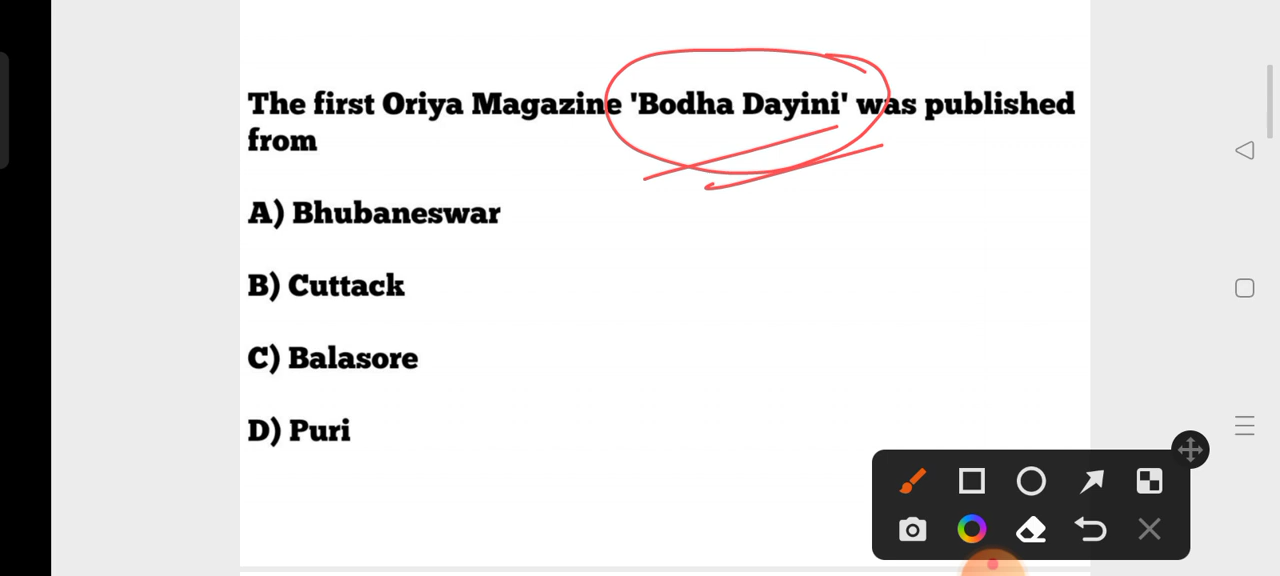 The first Oriya Magazine 'Bodha Dayini' was published
from
A) Bhubaneswar
B) Cuttack
C) Balasore
D) Puri